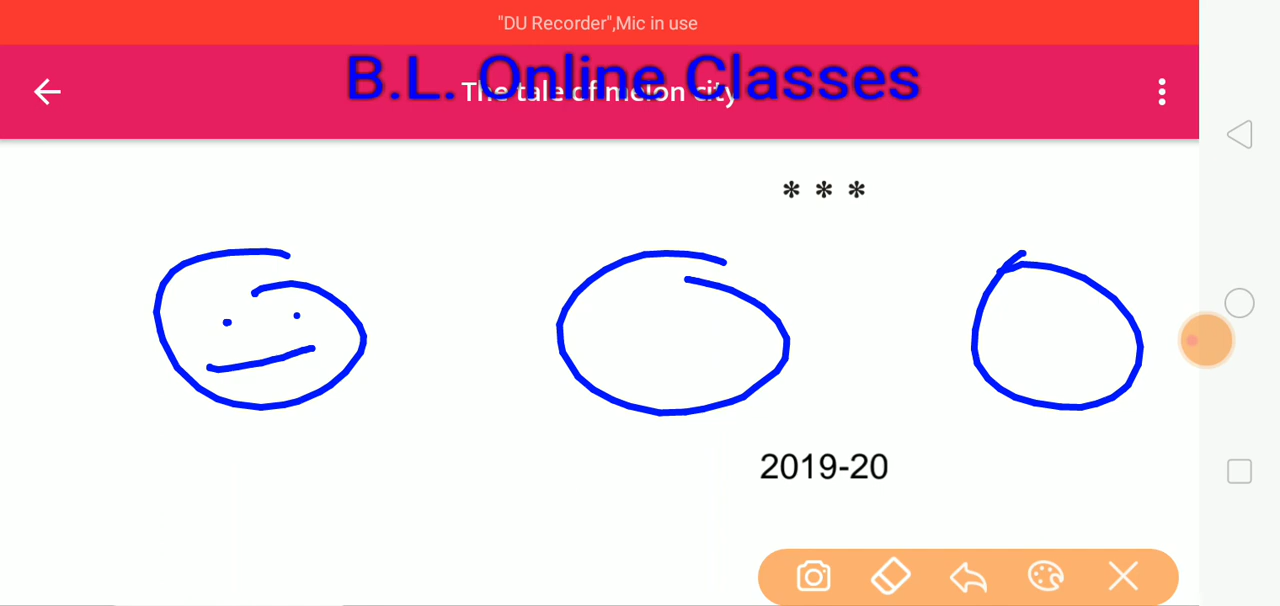 "DU Recorder",Mic in use
B.L. Online Classes
The tale of melon city
* * *
2019-20